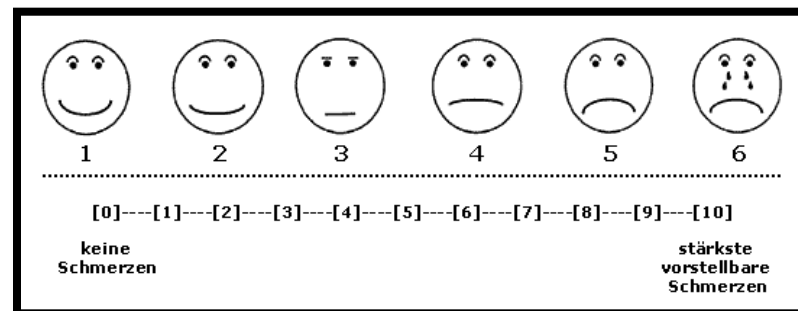 1 2 3 4 5 6
[0]----[1]----[2]----[3]----[4]----[5]----[6]----[7]----[8]----[9]----[10]
keine
Schmerzen
stärkste
vorstellbare
Schmerzen